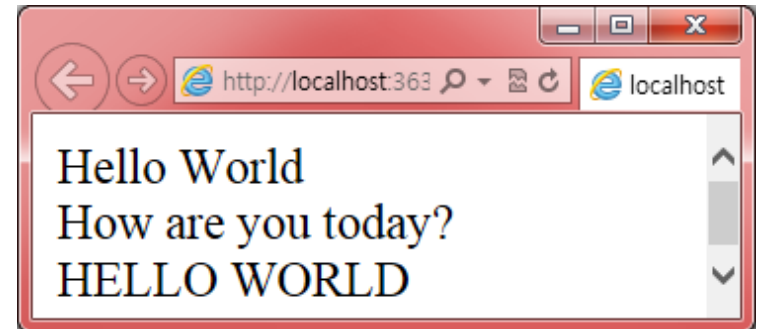 http://localhost:363
localhost
Hello World
How are you today?
HELLO WORLD